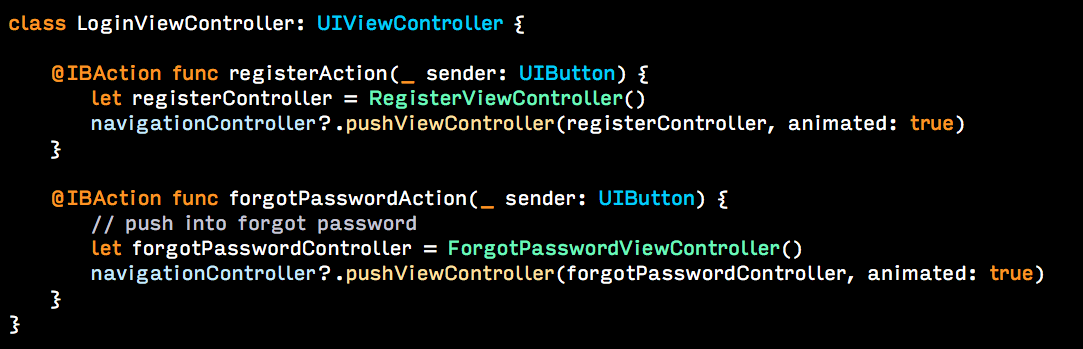 class LoginViewController: UIViewController {
@IBAction func registerAction(_ sender: UIButton) {
let registerController = RegisterViewController()
navigationController?.pushViewController(registerController, animated: true)
}
@IBAction func forgotPasswordAction(_ sender: UIButton) {
// push into forgot password
let forgotPasswordController = ForgotPasswordViewController()
navigationController?.pushViewController(forgotPasswordController, animated: true)
}
}